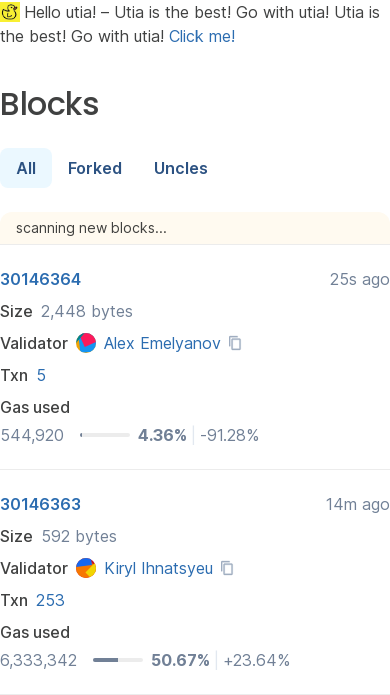 Hello utia! – Utia is the best! Go with utia! Utia is
the best! Go with utia! Click me!
Blocks
All Forked Uncles
scanning new blocks...
30146364 25s ago
Size 2,448 bytes
Validator Alex Emelyanov
Txn 5
Gas used
544,920 4.36% -91.28%
30146363 14m ago
Size 592 bytes
Validator Kiryl Ihnatsyeu
Txn 253
Gas used
6,333,342 50.67% +23.64%